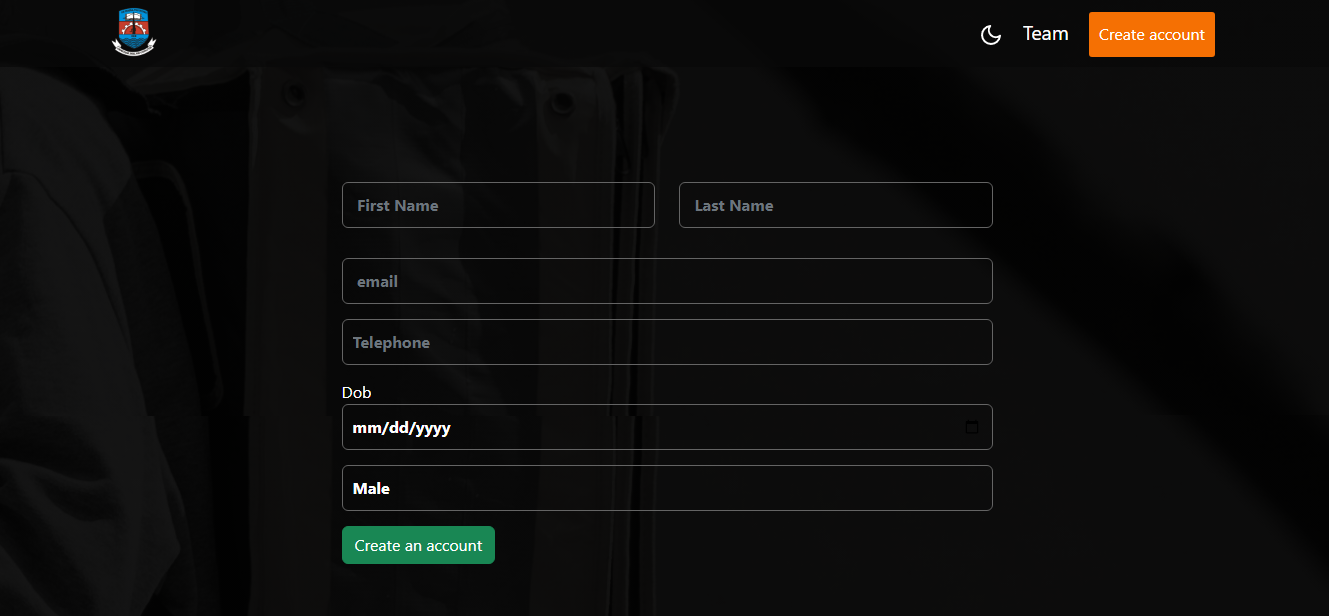 Team
Create account
First Name
Last Name
email
Telephone
Dob
mm/dd/yyyy
Male
Create an account